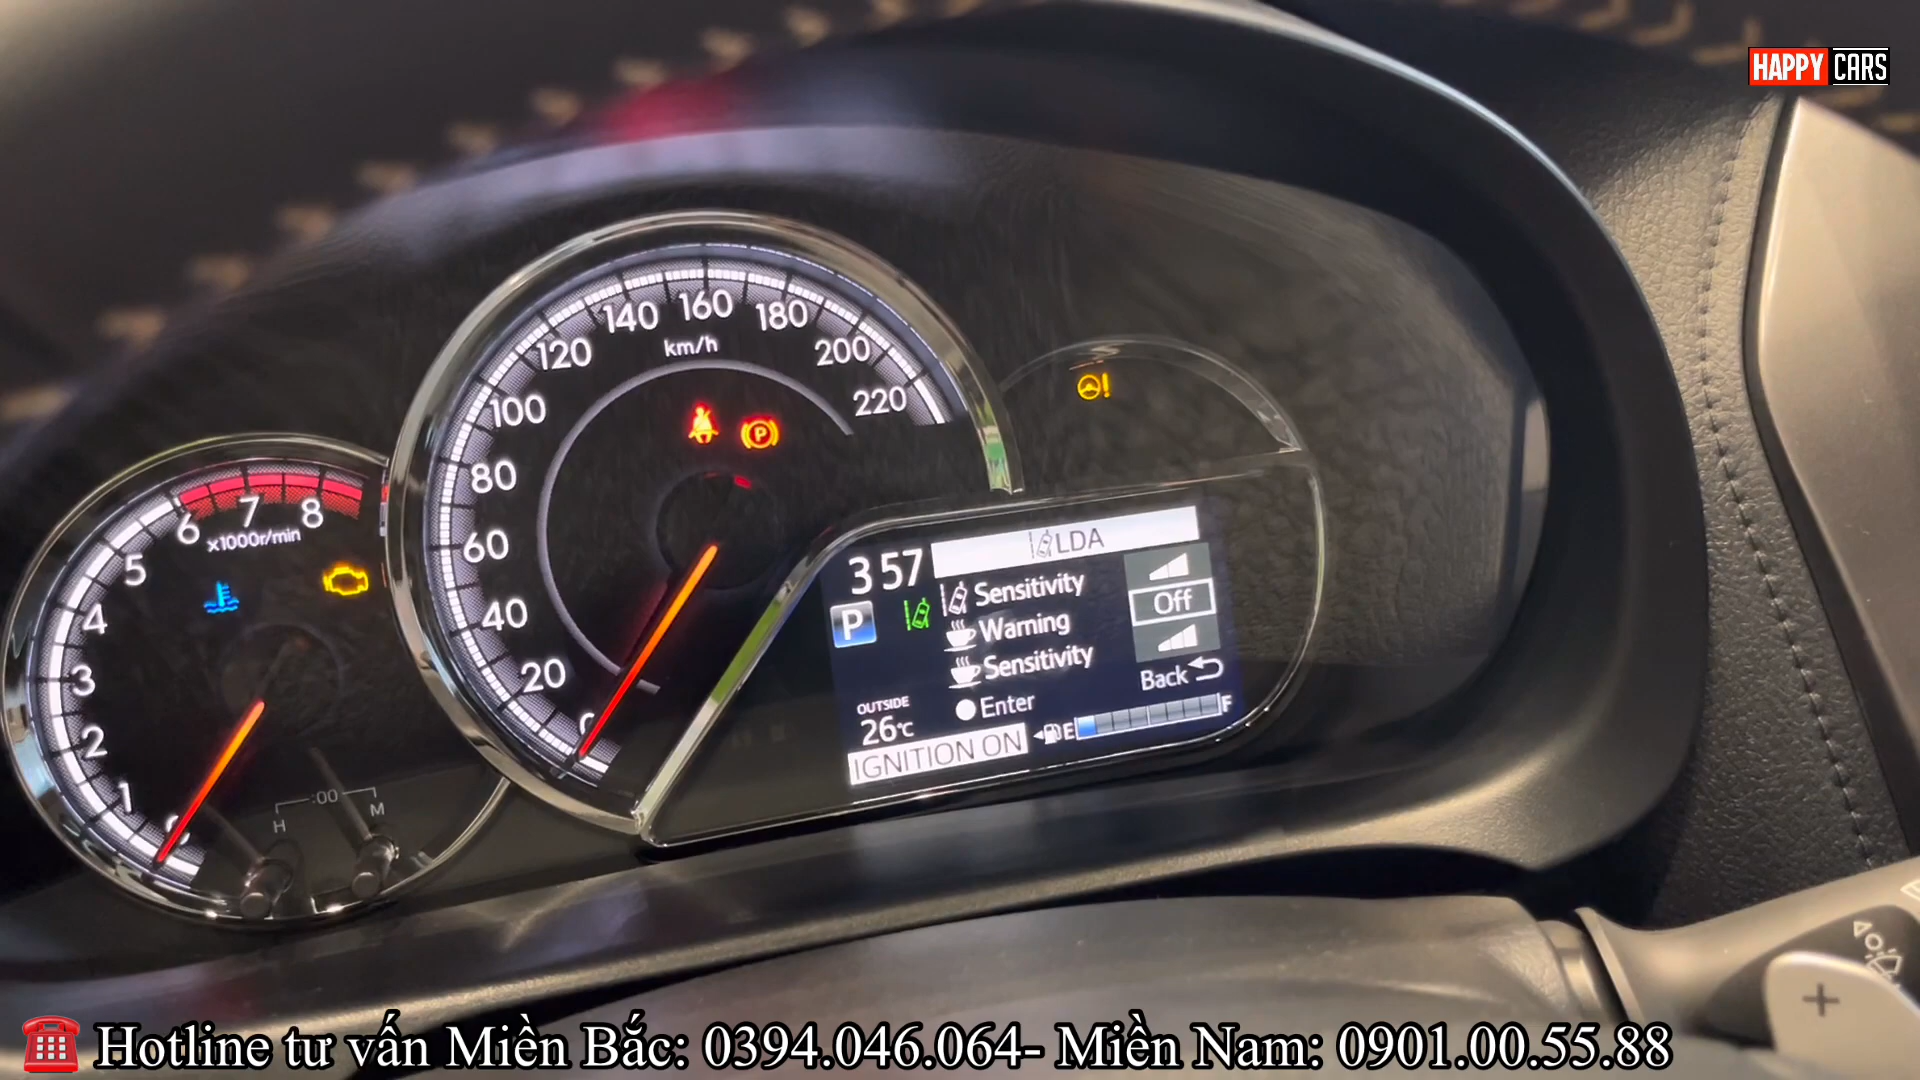 HAPPY CARS
140 160 180
120 km/h 200
100 220
80
60
40
20
0
6 7 8
x1000r/min
5
4
3
2
1
0
:00
H M
P
LDA
3 57
Sensitivity
P
Warning Off
Sensitivity
Back
OUTSIDE
26°C
Enter
E F
IGNITION ON
+
Hotline tư vấn Miền Bắc: 0394.046.064- Miền Nam: 0901.00.55.88